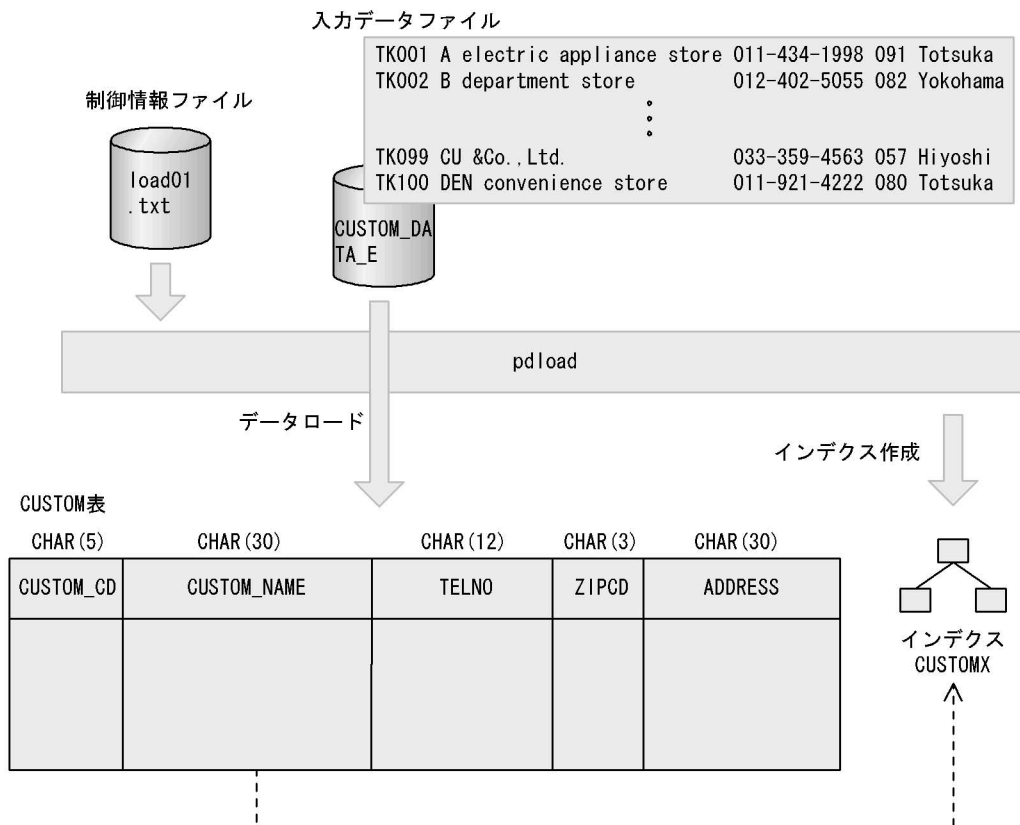 入力データファイル
TK001 A electric appliance store 011-434-1998 091 Totsuka
TK002 B department store 012-402-5055 082 Yokohama
TK099 CU &Co.,Ltd. 033-359-4563 057 Hiyoshi
TK100 DEN convenience store 011-921-4222 080 Totsuka
制御情報ファイル
load01
.txt
CUSTOM_DA
TA_E
pdload
データロード
インデクス作成
CUSTOM表
CHAR(5) CHAR(30) CHAR(12) CHAR(3) CHAR(30)
CUSTOM_CD CUSTOM_NAME TELNO ZIPCD ADDRESS
インデクス
CUSTOMX